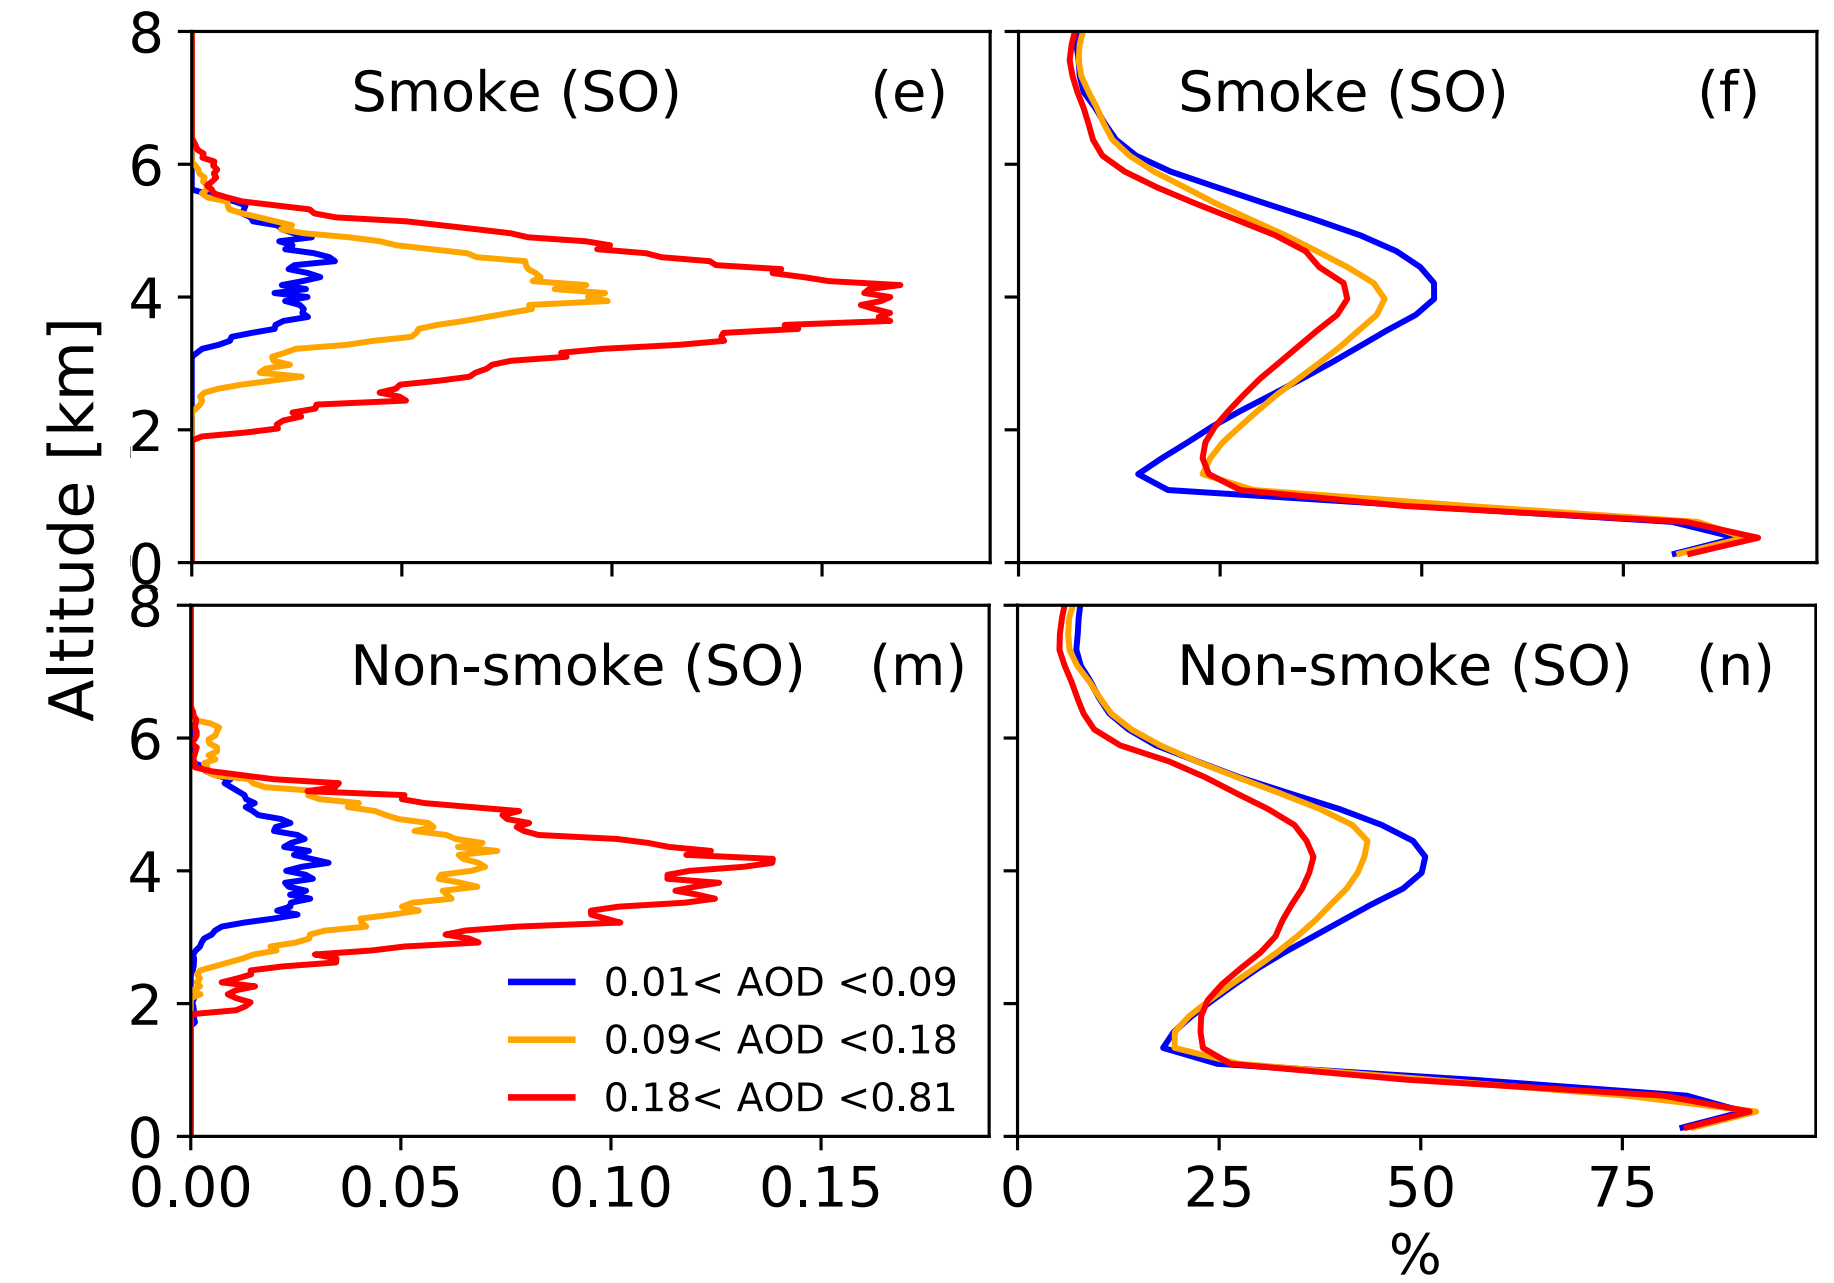 Altitude [km]
8
6
4
2
0
Smoke (SO) (e)
Smoke (SO) (f)
8
6
4
2
0
Non-smoke (SO) (m)
0.01< AOD <0.09
0.09< AOD <0.18
0.18< AOD <0.81
Non-smoke (SO) (n)
0.00 0.05 0.10 0.15
0 25 50 75
%